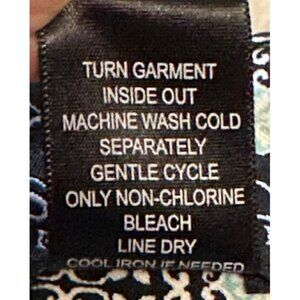 TURN GARMENT
INSIDE OUT
MACHINE WASH COLD
SEPARATELY
GENTLE CYCLE
ONLY NON-CHLORINE
BLEACH
LINE DRY
COOL IRON IF NEEDED